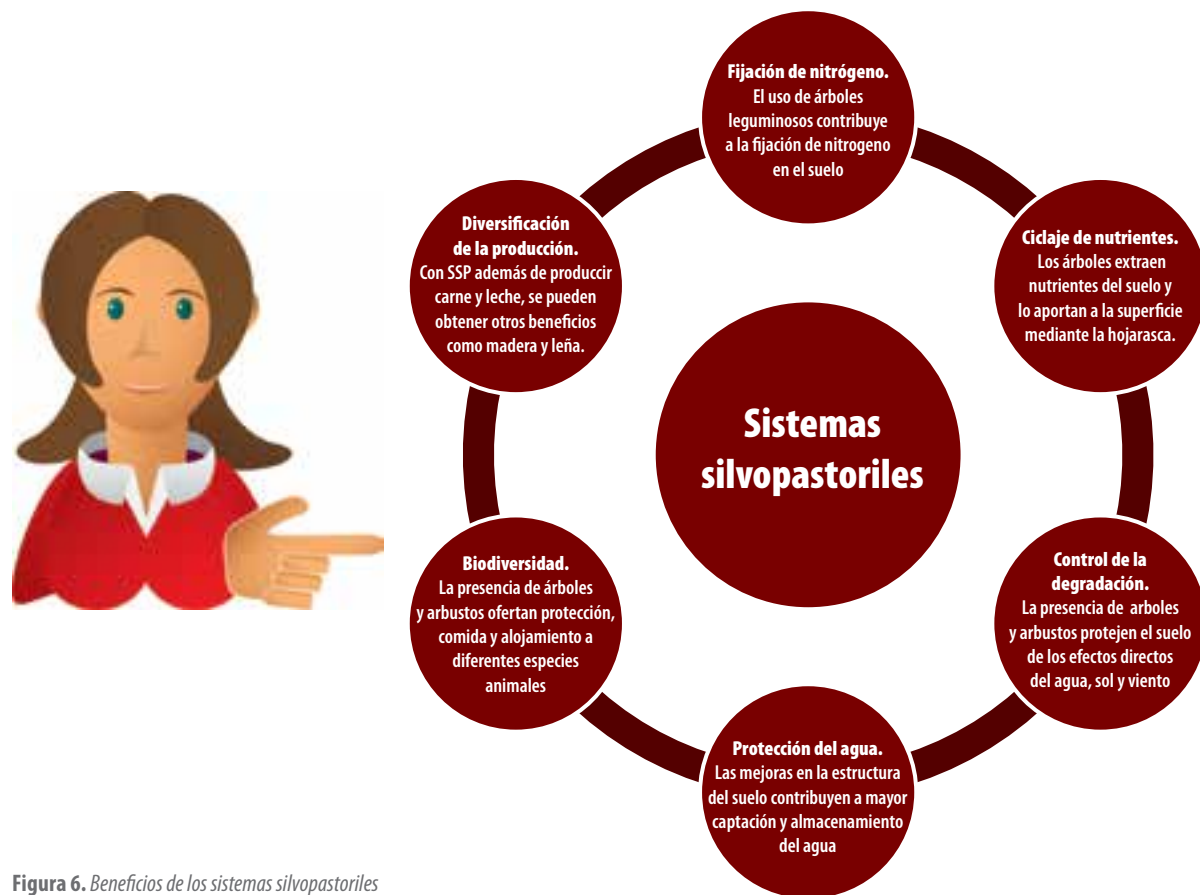 Fijación de nitrógeno.
El uso de árboles
leguminosos contribuye
a la fijación de nitrogeno
en el suelo
Ciclaje de nutrientes.
Los árboles extraen
nutrientes del suelo y
lo aportan a la superficie
mediante la hojarasca.
Control de la
degradación.
La presencia de arboles
y arbustos protejen el suelo
de los efectos directos
del agua, sol y viento
Protección del agua.
Las mejoras en la estructura
del suelo contribuyen a mayor
captación y almacenamiento
del agua
Biodiversidad.
La presencia de árboles
y arbustos ofertan protección,
comida y alojamiento a
diferentes especies
animales
Diversificación
de la producción.
Con SSP además de produccir
carne y leche, se pueden
obtener otros beneficios
como madera y leña.
Sistemas
silvopastoriles
Figura 6. Beneficios de los sistemas silvopastoriles